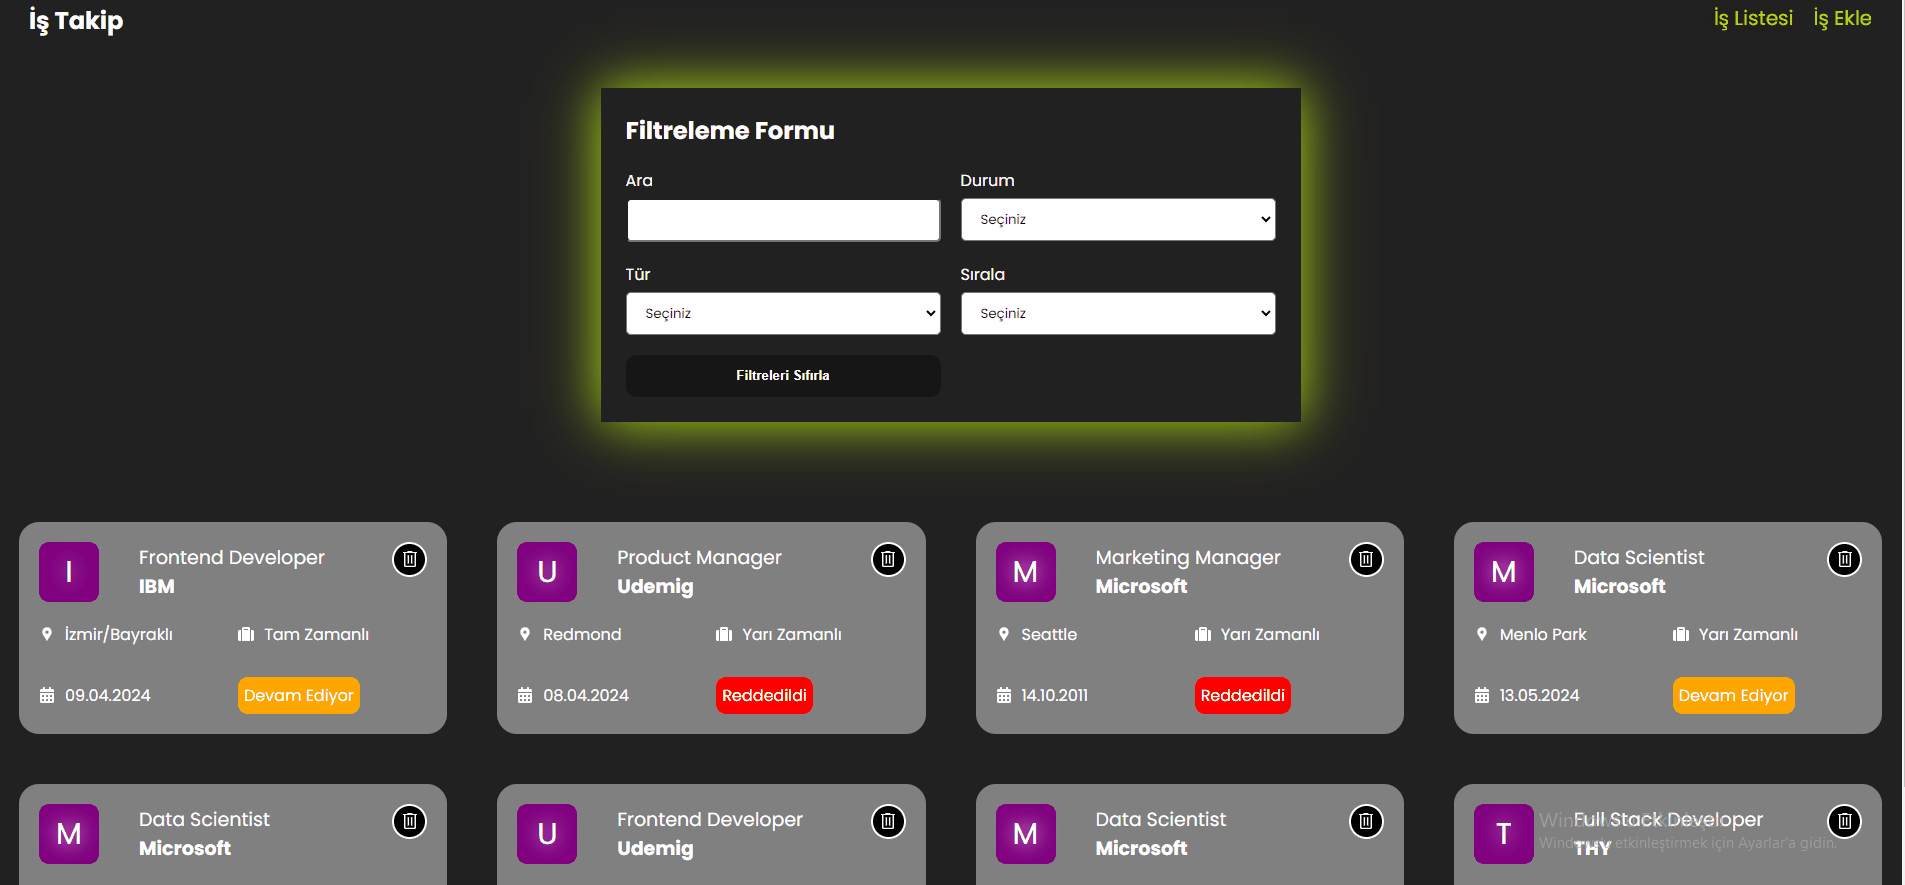 İş Takip
İş Listesi İş Ekle
Filtreleme Formu
Ara Durum
Seçiniz
Tür Sırala
Seçiniz Seçiniz
Filtreleri Sıfırla
I Frontend Developer
IBM
İzmir/Bayraklı Tam Zamanlı
09.04.2024 Devam Ediyor
U Product Manager
Udemig
Redmond Yarı Zamanlı
08.04.2024 Reddedildi
M Marketing Manager
Microsoft
Seattle Yarı Zamanlı
14.10.2011 Reddedildi
M Data Scientist
Microsoft
Menlo Park Yarı Zamanlı
13.05.2024 Devam Ediyor
M Data Scientist
Microsoft
U Frontend Developer
Udemig
M Data Scientist
Microsoft
T Full Stack Developer
THY
etkinleştirmek için Ayarlar'a gidin.